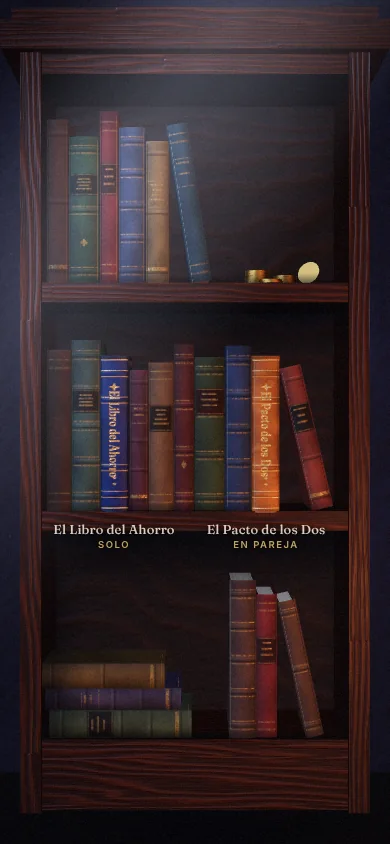 El Libro del Ahorro
El Pacto de los Dos
El Libro del Ahorro
SOLO
El Pacto de los Dos
EN PAREJA